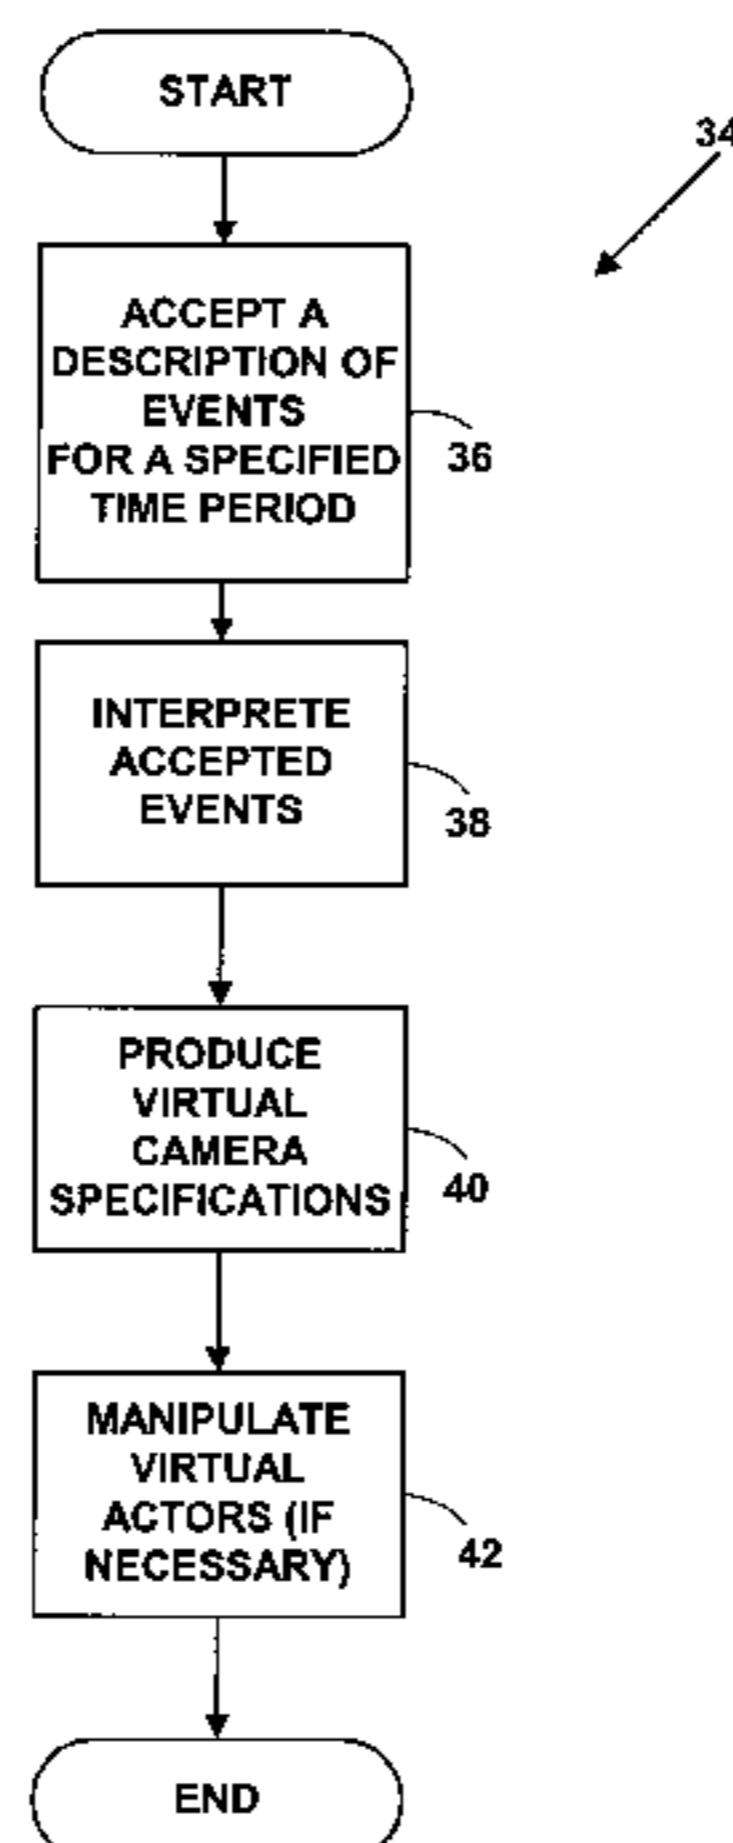 START
34
ACCEPT A
DESCRIPTION OF
EVENTS
FOR A SPECIFIED
TIME PERIOD
36
INTERPRETE
ACCEPTED
EVENTS
38
PRODUCE
VIRTUAL
CAMERA
SPECIFICATIONS
40
MANIPULATE
VIRTUAL
ACTORS (IF
NECESSARY)
42
END